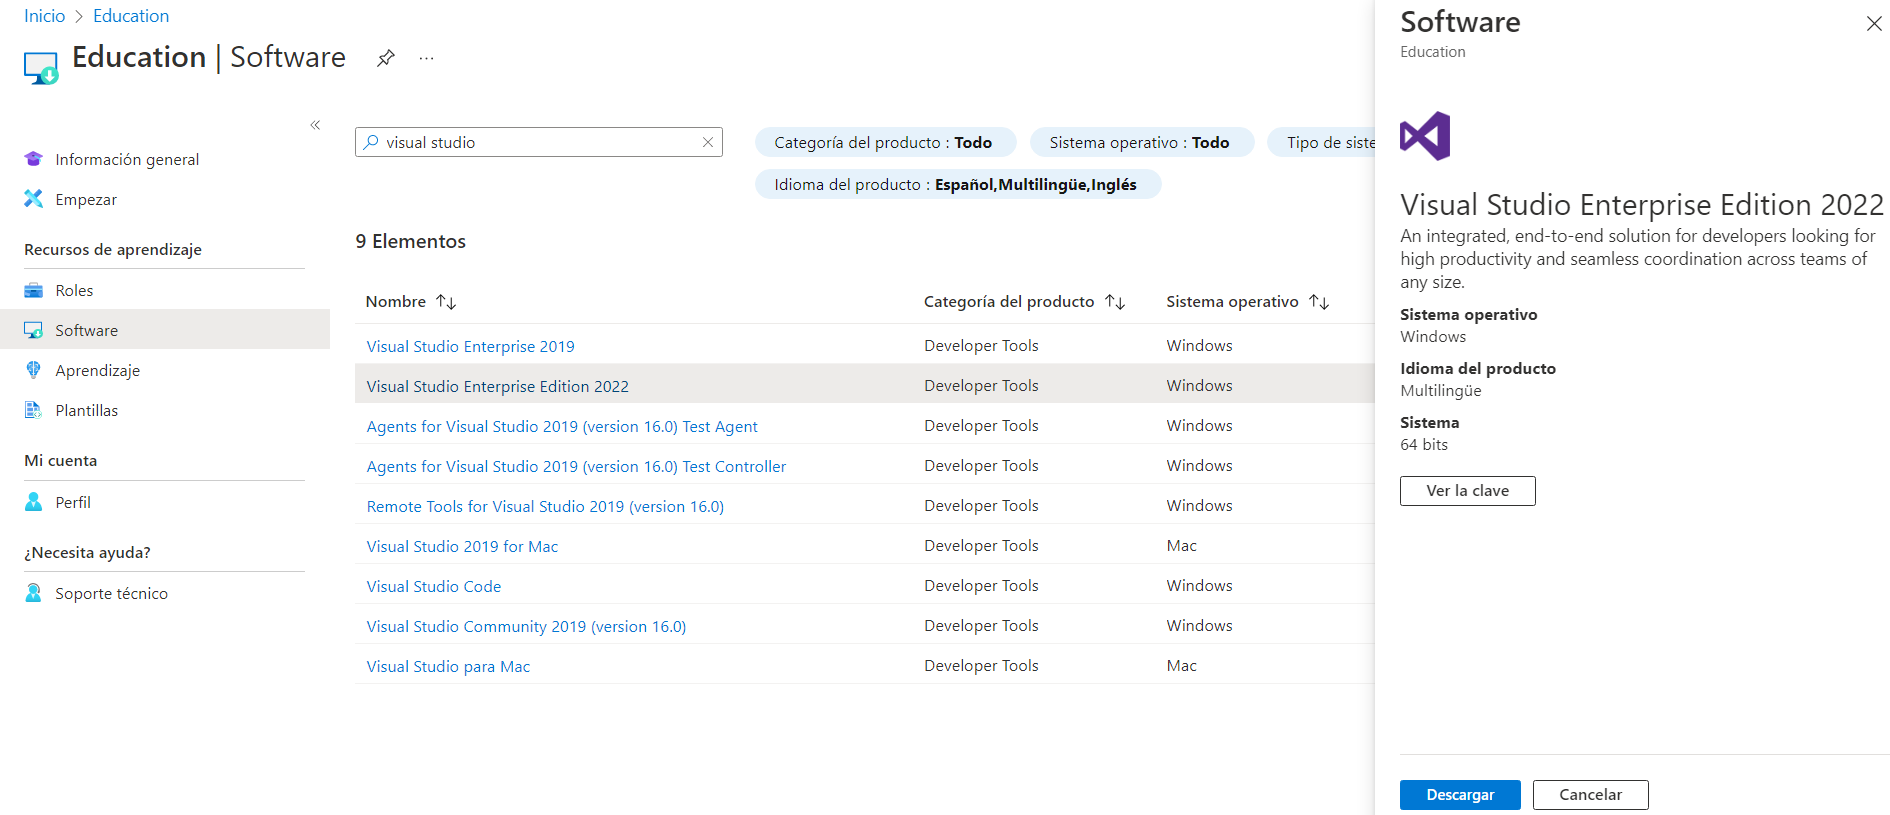 Inicio > Education
Education | Software
...
«
Información general
Empezar
Recursos de aprendizaje
Roles
Software
Aprendizaje
Plantillas
Mi cuenta
Perfil
¿Necesita ayuda?
Soporte técnico
visual studio
Categoría del producto : Todo
Sistema operativo : Todo
Tipo de siste
Idioma del producto : Español,Multilingüe,Inglés
9 Elementos
Nombre ↑↓ Categoría del producto ↑↓ Sistema operativo ↑↓
Visual Studio Enterprise 2019 Developer Tools Windows
Visual Studio Enterprise Edition 2022 Developer Tools Windows
Agents for Visual Studio 2019 (version 16.0) Test Agent Developer Tools Windows
Agents for Visual Studio 2019 (version 16.0) Test Controller Developer Tools Windows
Remote Tools for Visual Studio 2019 (version 16.0) Developer Tools Windows
Visual Studio 2019 for Mac Developer Tools Mac
Visual Studio Code Developer Tools Windows
Visual Studio Community 2019 (version 16.0) Developer Tools Windows
Visual Studio para Mac Developer Tools Mac
Software
Education
Visual Studio Enterprise Edition 2022
An integrated, end-to-end solution for developers looking for
high productivity and seamless coordination across teams of
any size.
Sistema operativo
Windows
Idioma del producto
Multilingüe
Sistema
64 bits
Ver la clave
Descargar
Cancelar